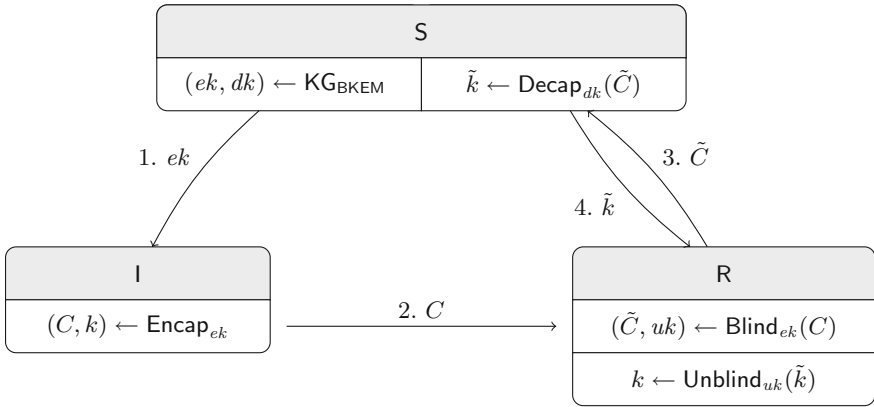 S
(ek, dk) ← KG_BKEM
k̃ ← Decap_dk(C̃)
1. ek
3. C̃
4. k̃
I
R
(C, k) ← Encap_ek
2. C
(C̃, uk) ← Blind_ek(C)
k ← Unblind_uk(k̃)